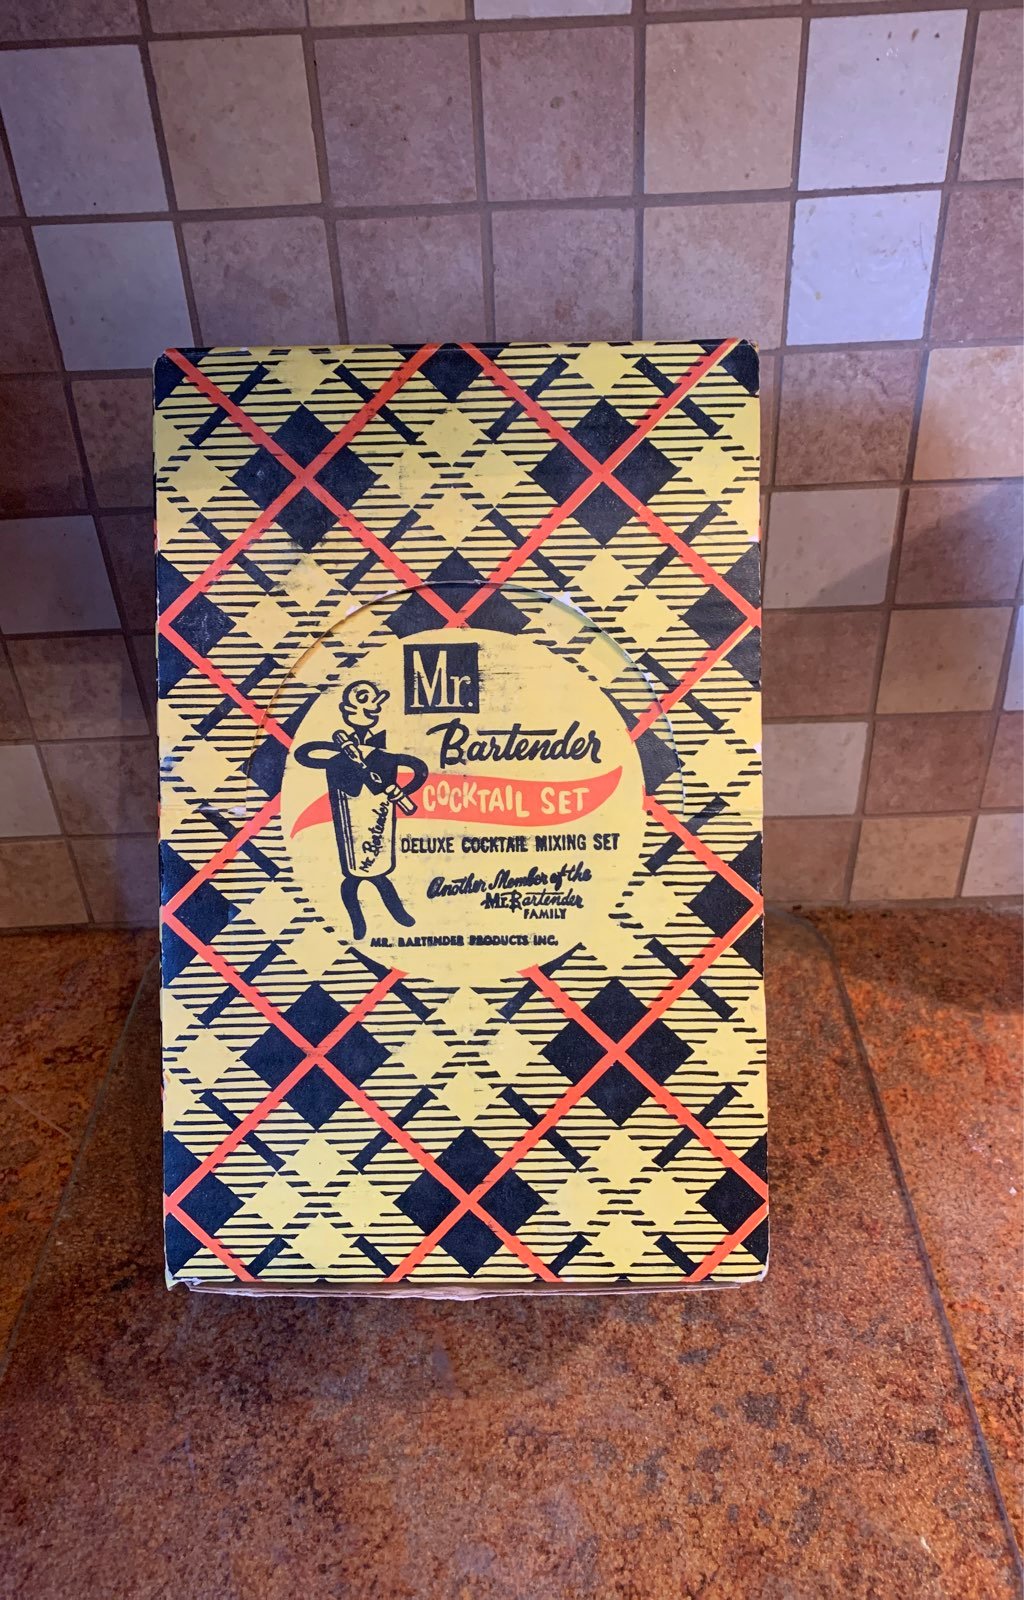 Mr.
Bartender
COCKTAIL SET
DELUXE COCKTAIL MIXING SET
Another Member of the
Mr. Bartender
FAMILY
MR. BARTENDER PRODUCTS INC.
Mr. Bartender